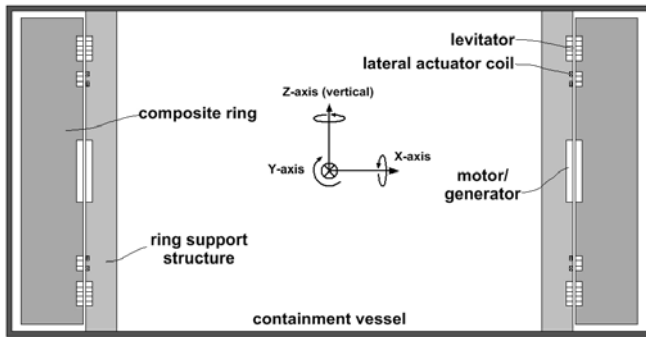 levitator
lateral actuator coil
Z-axis (vertical)
composite ring
X-axis
Y-axis
motor/
generator
ring support
structure
containment vessel